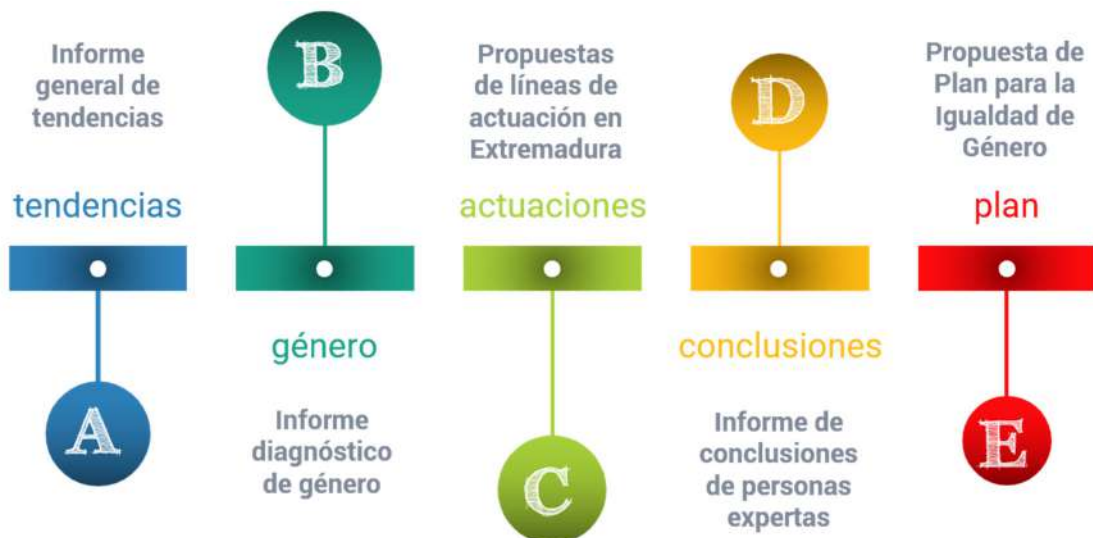 Informe
general de
tendencias
tendencias
A
B
género
Informe
diagnóstico
de género
Propuestas
de líneas de
actuación en
Extremadura
actuaciones
C
D
conclusiones
Informe de
conclusiones
de personas
expertas
Propuesta de
Plan para la
Igualdad de
Género
plan
E